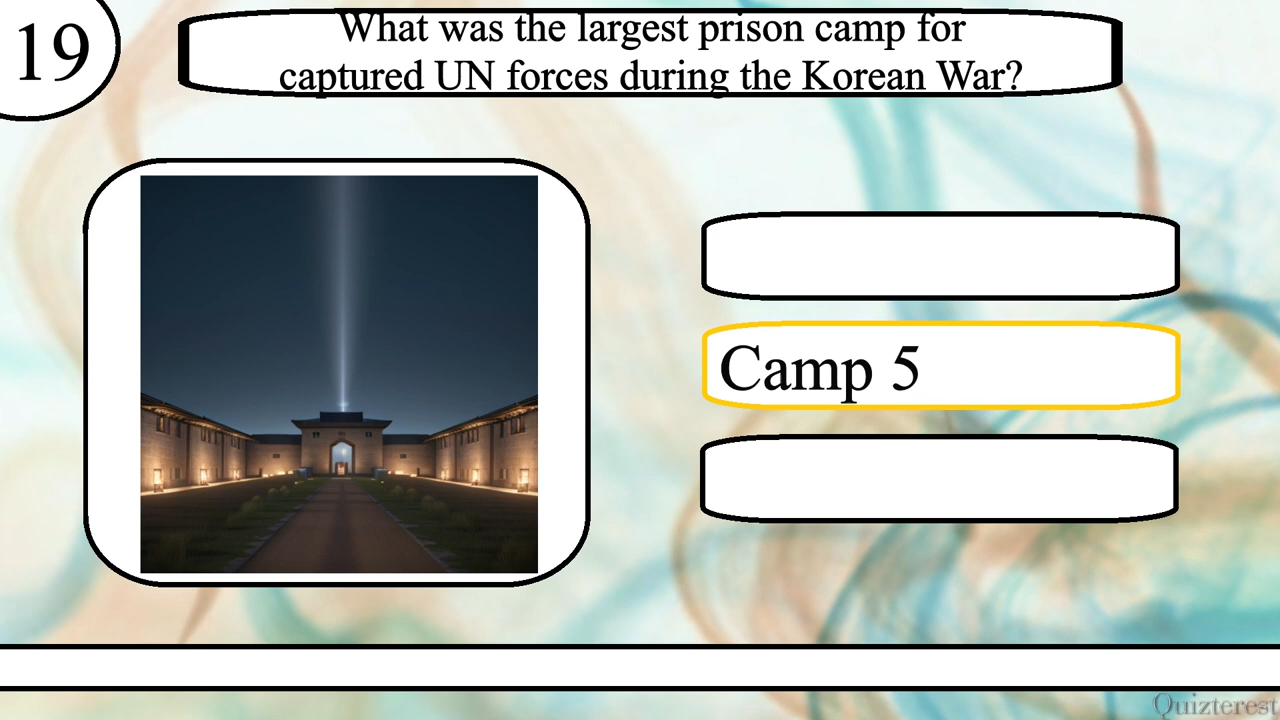 19
What was the largest prison camp for
captured UN forces during the Korean War?
Camp 5
Quizterest